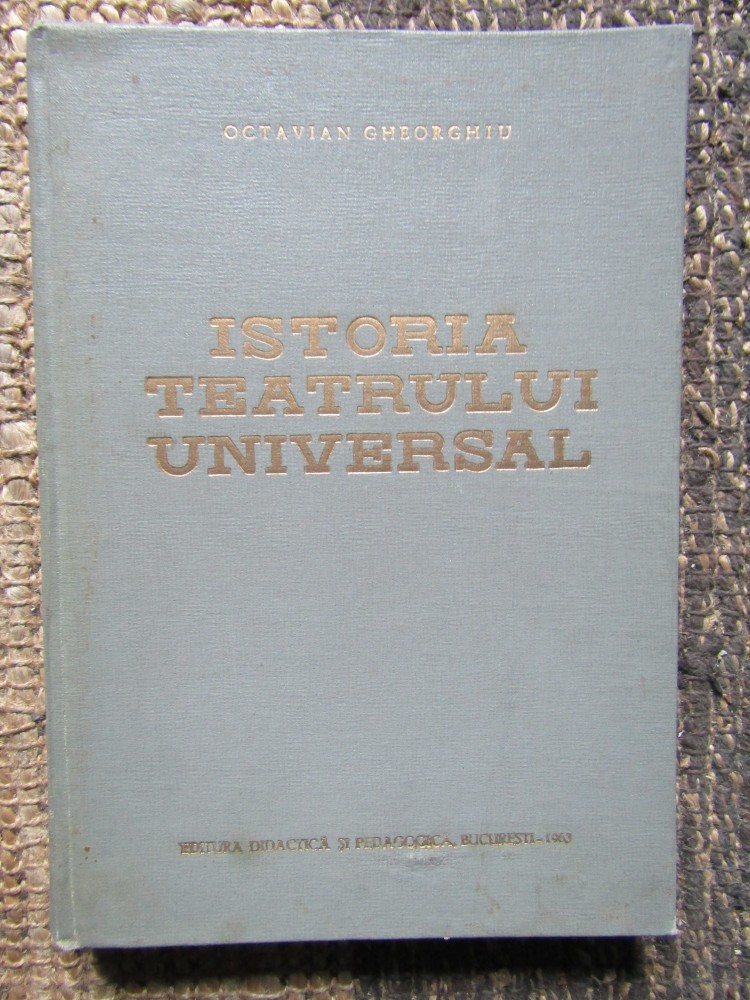 OCTAVIAN GHEORGHIU
ISTORIA
TEATRULUI
UNIVERSAL
EDITURA DIDACTICĂ ȘI PEDAGOGICĂ, BUCUREȘTI – 1963